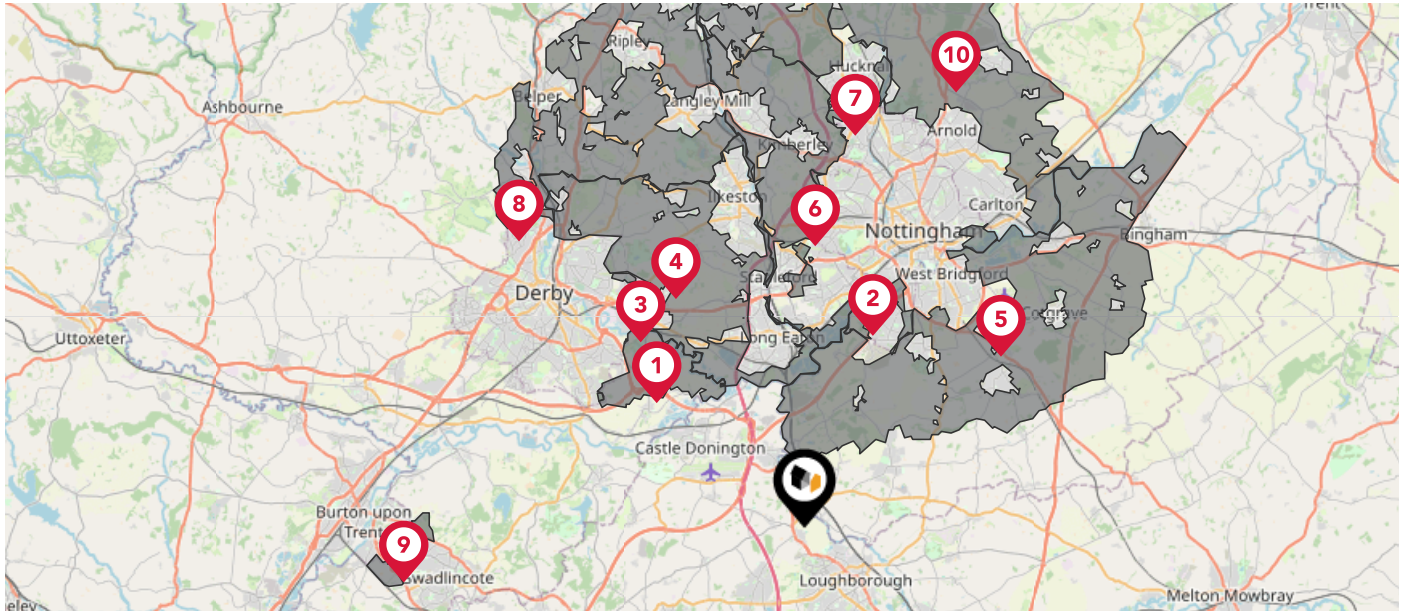 Trent
Ripley
Hucknall
10
Belper
Langley Mill
7
Ashbourne
Arnold
Kimberley
Ilkeston
8
6
Carlton
Nottingham
Bingham
4
Stapleford
West Bridgford
Derby
3
2
5
Cotgrave
Uttoxeter
Long Eaton
1
Castle Donington
Burton upon
Trent
9
Swadlincote
Loughborough
Melton Mowbray
eley